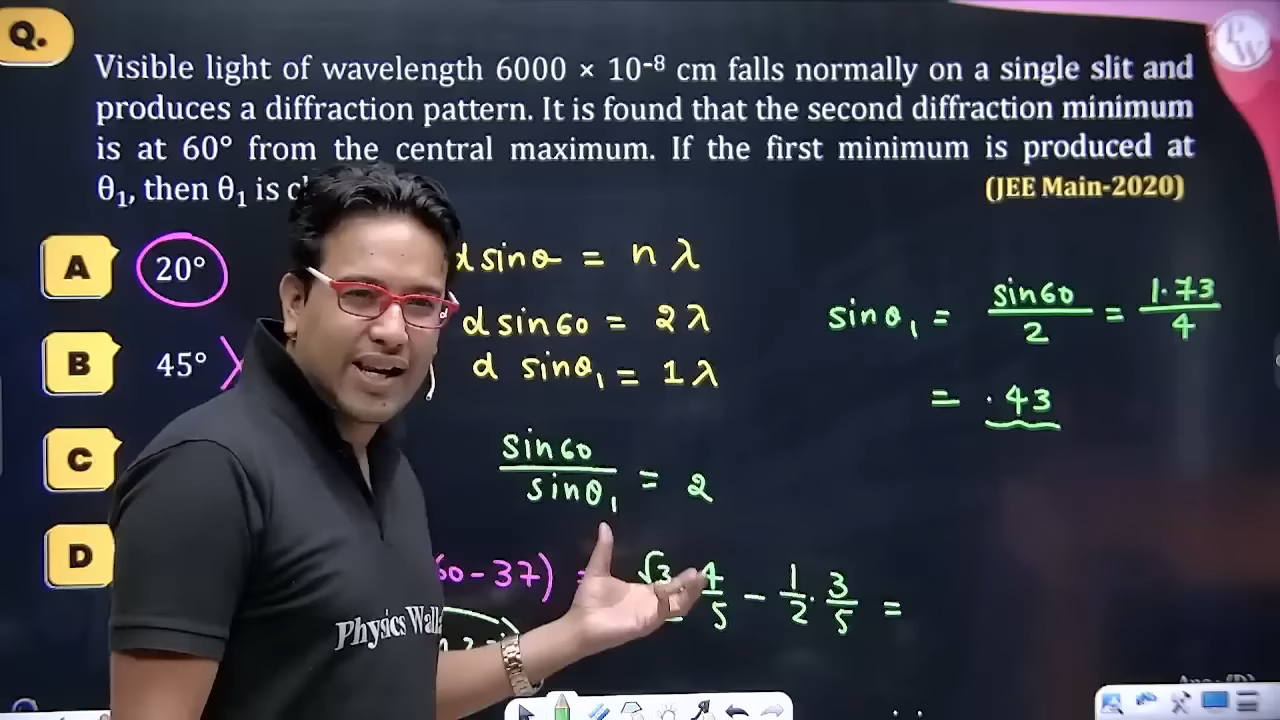 Q.
PW
Visible light of wavelength 6000 × 10⁻⁸ cm falls normally on a single slit and
produces a diffraction pattern. It is found that the second diffraction minimum
is at 60° from the central maximum. If the first minimum is produced at
θ₁, then θ₁ is
(JEE Main-2020)
A 20°
B 45°
C
D
d sinθ = nλ
d sin60 = 2λ
d sinθ₁ = 1λ
sin60 / sinθ₁ = 2
sinθ₁ = sin60 / 2 = 1.73 / 4
= .43
60-37) = √3 4/5 - 1/2 · 3/5 =
Physics Wall
Ans. (D)